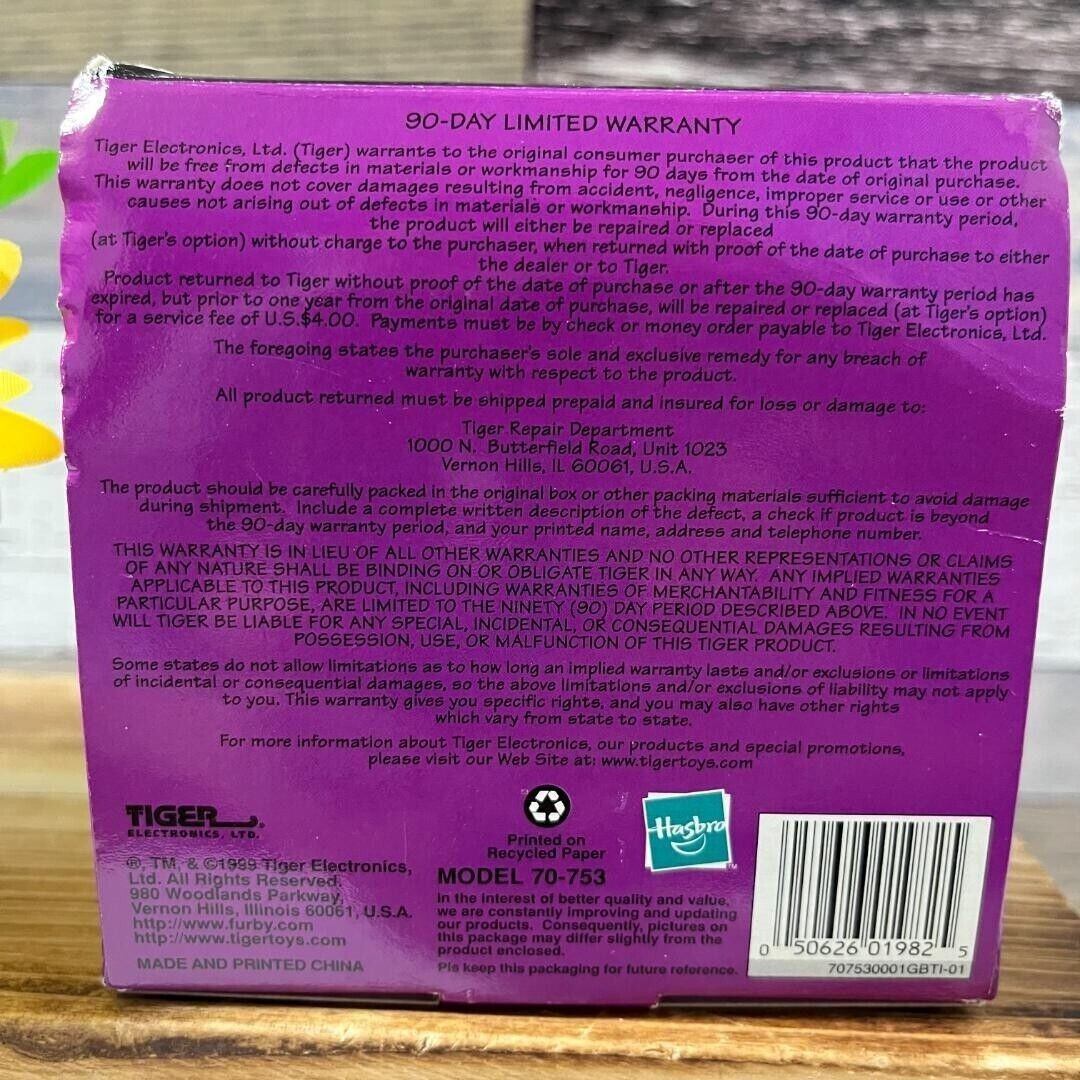 90-DAY LIMITED WARRANTY
Tiger Electronics, Ltd. (Tiger) warrants to the original consumer purchaser of this product that the product
will be free from defects in materials or workmanship for 90 days from the date of original purchase.
This warranty does not cover damages resulting from accident, negligence, improper service or use or other
causes not arising out of defects in materials or workmanship. During this 90-day warranty period,
the product will either be repaired or replaced
(at Tiger's option) without charge to the purchaser, when returned with proof of the date of purchase to either
the dealer or to Tiger.
Product returned to Tiger without proof of the date of purchase or after the 90-day warranty period has
expired, but prior to one year from the original date of purchase, will be repaired or replaced (at Tiger's option)
for a service fee of U.S.$4.00. Payments must be by check or money order payable to Tiger Electronics, Ltd.
The foregoing states the purchaser's sole and exclusive remedy for any breach of
warranty with respect to the product.
All product returned must be shipped prepaid and insured for loss or damage to:
Tiger Repair Department
1000 N. Butterfield Road, Unit 1023
Vernon Hills, IL 60061, U.S.A.
The product should be carefully packed in the original box or other packing materials sufficient to avoid damage
during shipment. Include a complete written description of the defect, a check if product is beyond
the 90-day warranty period, and your printed name, address and telephone number.
THIS WARRANTY IS IN LIEU OF ALL OTHER WARRANTIES AND NO OTHER REPRESENTATIONS OR CLAIMS
OF ANY NATURE SHALL BE BINDING ON OR OBLIGATE TIGER IN ANY WAY. ANY IMPLIED WARRANTIES
APPLICABLE TO THIS PRODUCT, INCLUDING WARRANTIES OF MERCHANTABILITY AND FITNESS FOR A
PARTICULAR PURPOSE, ARE LIMITED TO THE NINETY (90) DAY PERIOD DESCRIBED ABOVE. IN NO EVENT
WILL TIGER BE LIABLE FOR ANY SPECIAL, INCIDENTAL, OR CONSEQUENTIAL DAMAGES RESULTING FROM
POSSESSION, USE, OR MALFUNCTION OF THIS TIGER PRODUCT.
Some states do not allow limitations as to how long an implied warranty lasts and/or exclusions or limitations
of incidental or consequential damages, so the above limitations and/or exclusions of liability may not apply
to you. This warranty gives you specific rights, and you may also have other rights
which vary from state to state.
For more information about Tiger Electronics, our products and special promotions,
please visit our Web Site at: www.tigertoys.com
TIGER®
ELECTRONICS, LTD.
®, TM, & ©1999 Tiger Electronics,
Ltd. All Rights Reserved.
980 Woodlands Parkway,
Vernon Hills, Illinois 60061, U.S.A.
http://www.furby.com
http://www.tigertoys.com
MADE AND PRINTED CHINA
Printed on
Recycled Paper
MODEL 70-753
In the interest of better quality and value,
we are constantly improving and updating
our products. Consequently, pictures on
this package may differ slightly from the
product enclosed.
Pls keep this packaging for future reference.
Hasbro
TM
0 50626 01982 5
707530001GBTI-01